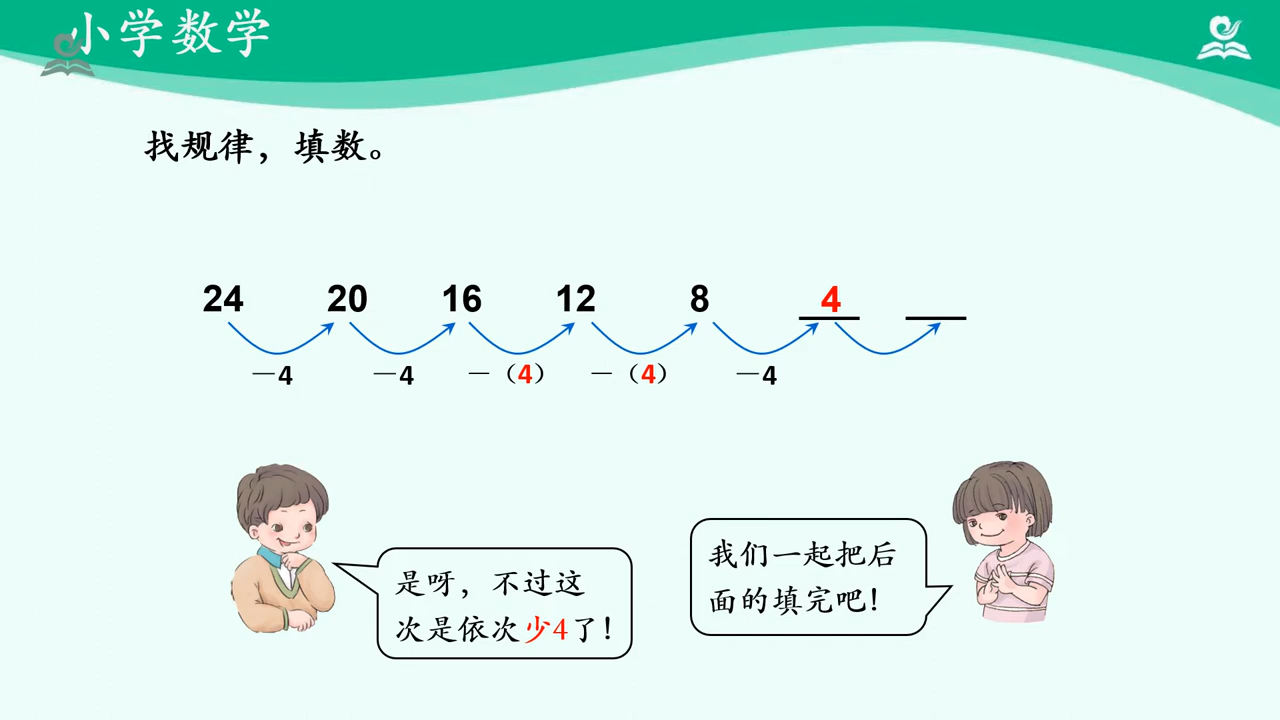 小学数学
找规律，填数。
24 20 16 12 8 4
－4 －4 －（4） －（4） －4
是呀，不过这
次是依次少4了！
我们一起把后
面的填完吧！